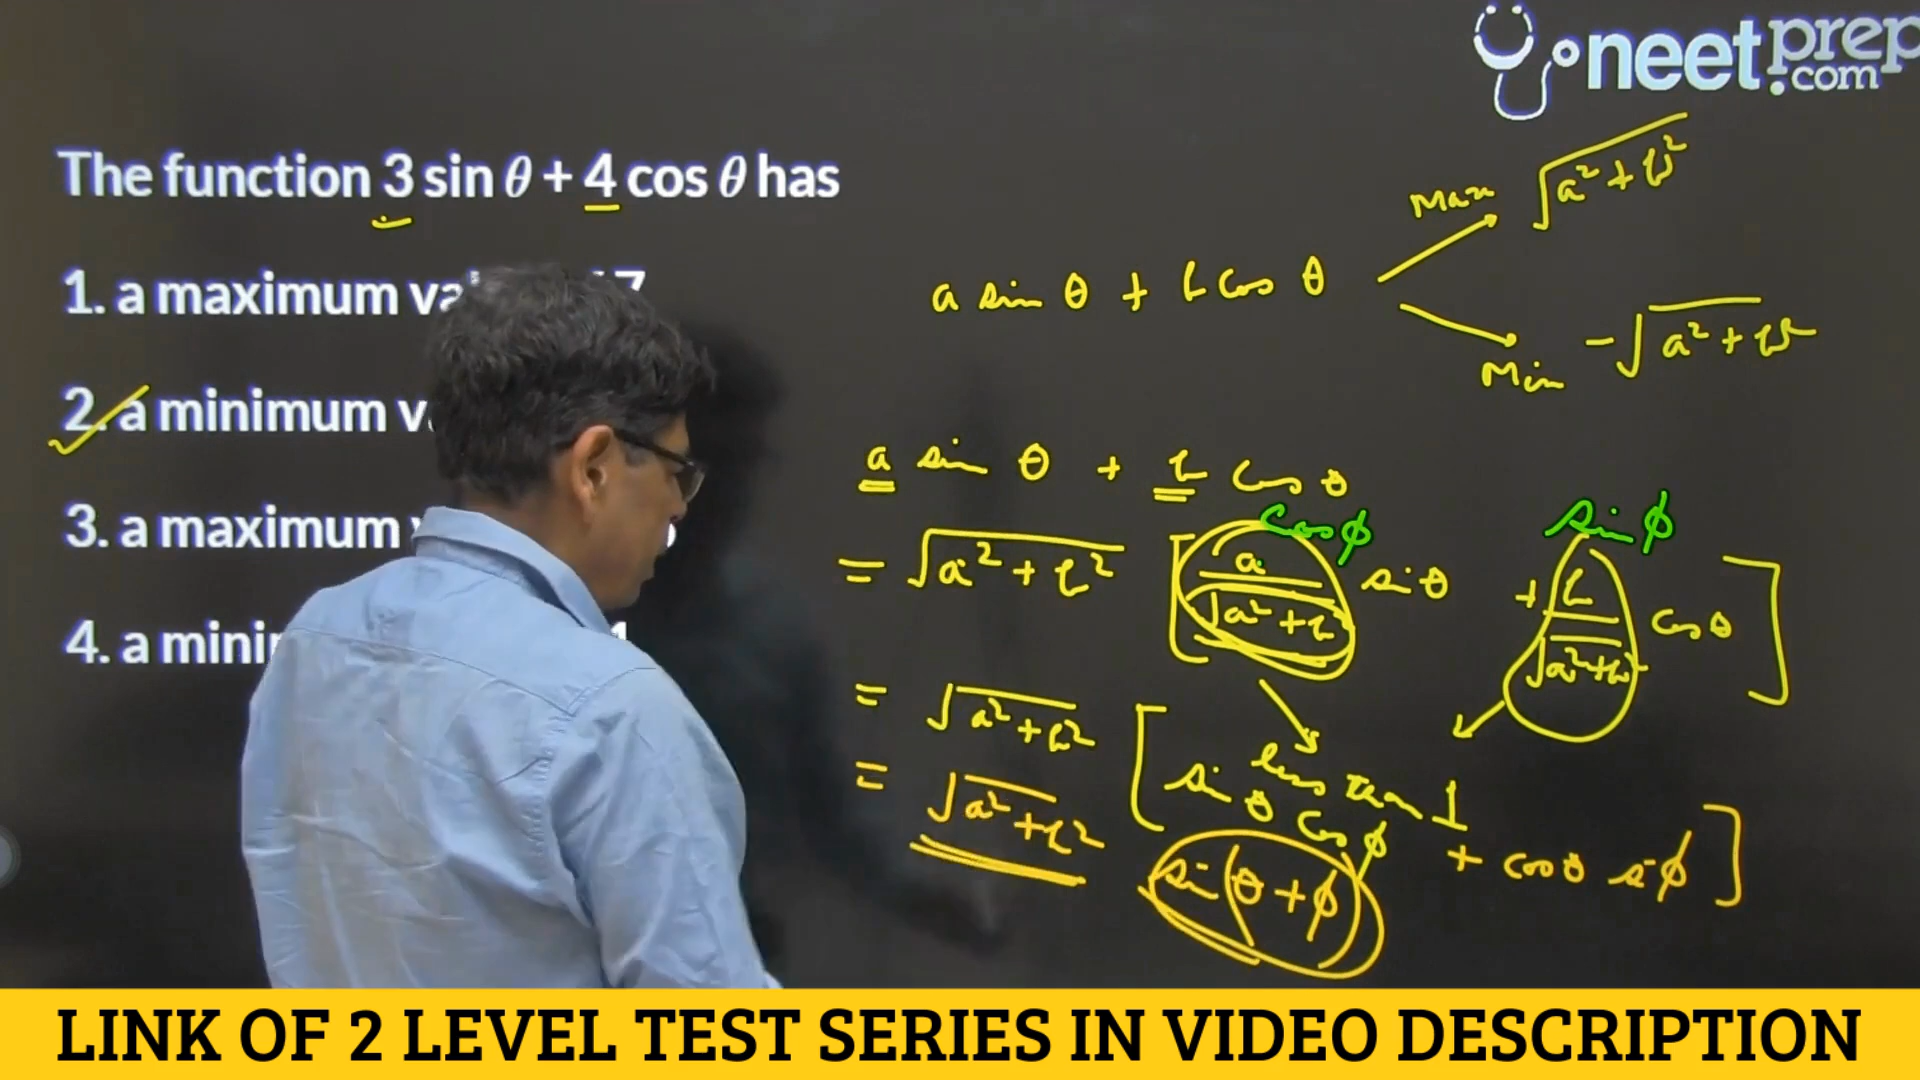 neetprep
.com
The function 3 sin θ + 4 cos θ has
1. a maximum va 7
2. a minimum v
3. a maximum
4. a mini 1
Max √a² + b²
a sin θ + b cos θ
Min -√a² + b²
a sin θ + b cos θ
cos φ sin φ
= √a² + b² [ a/√a² + b² sin θ + b/√a² + b² cos θ ]
less than 1
= √a² + b² [ sin θ cos φ + cos θ sin φ ]
= √a² + b² sin (θ + φ)
LINK OF 2 LEVEL TEST SERIES IN VIDEO DESCRIPTION